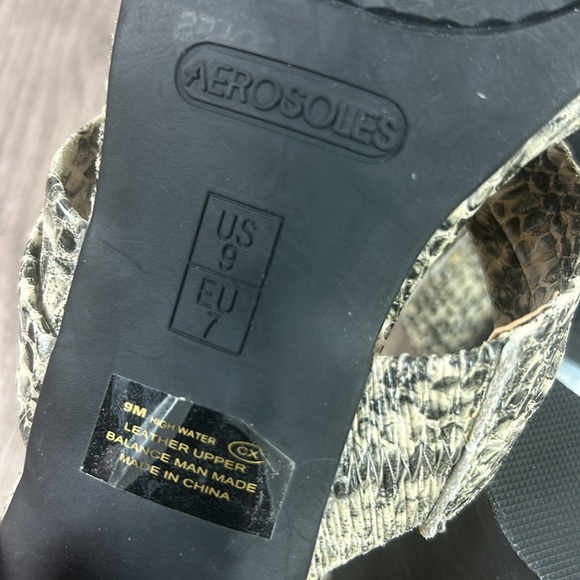 AEROSOLES
US
9
EU
7
9M HIGH WATER
CX
LEATHER UPPER
BALANCE MAN MADE
MADE IN CHINA